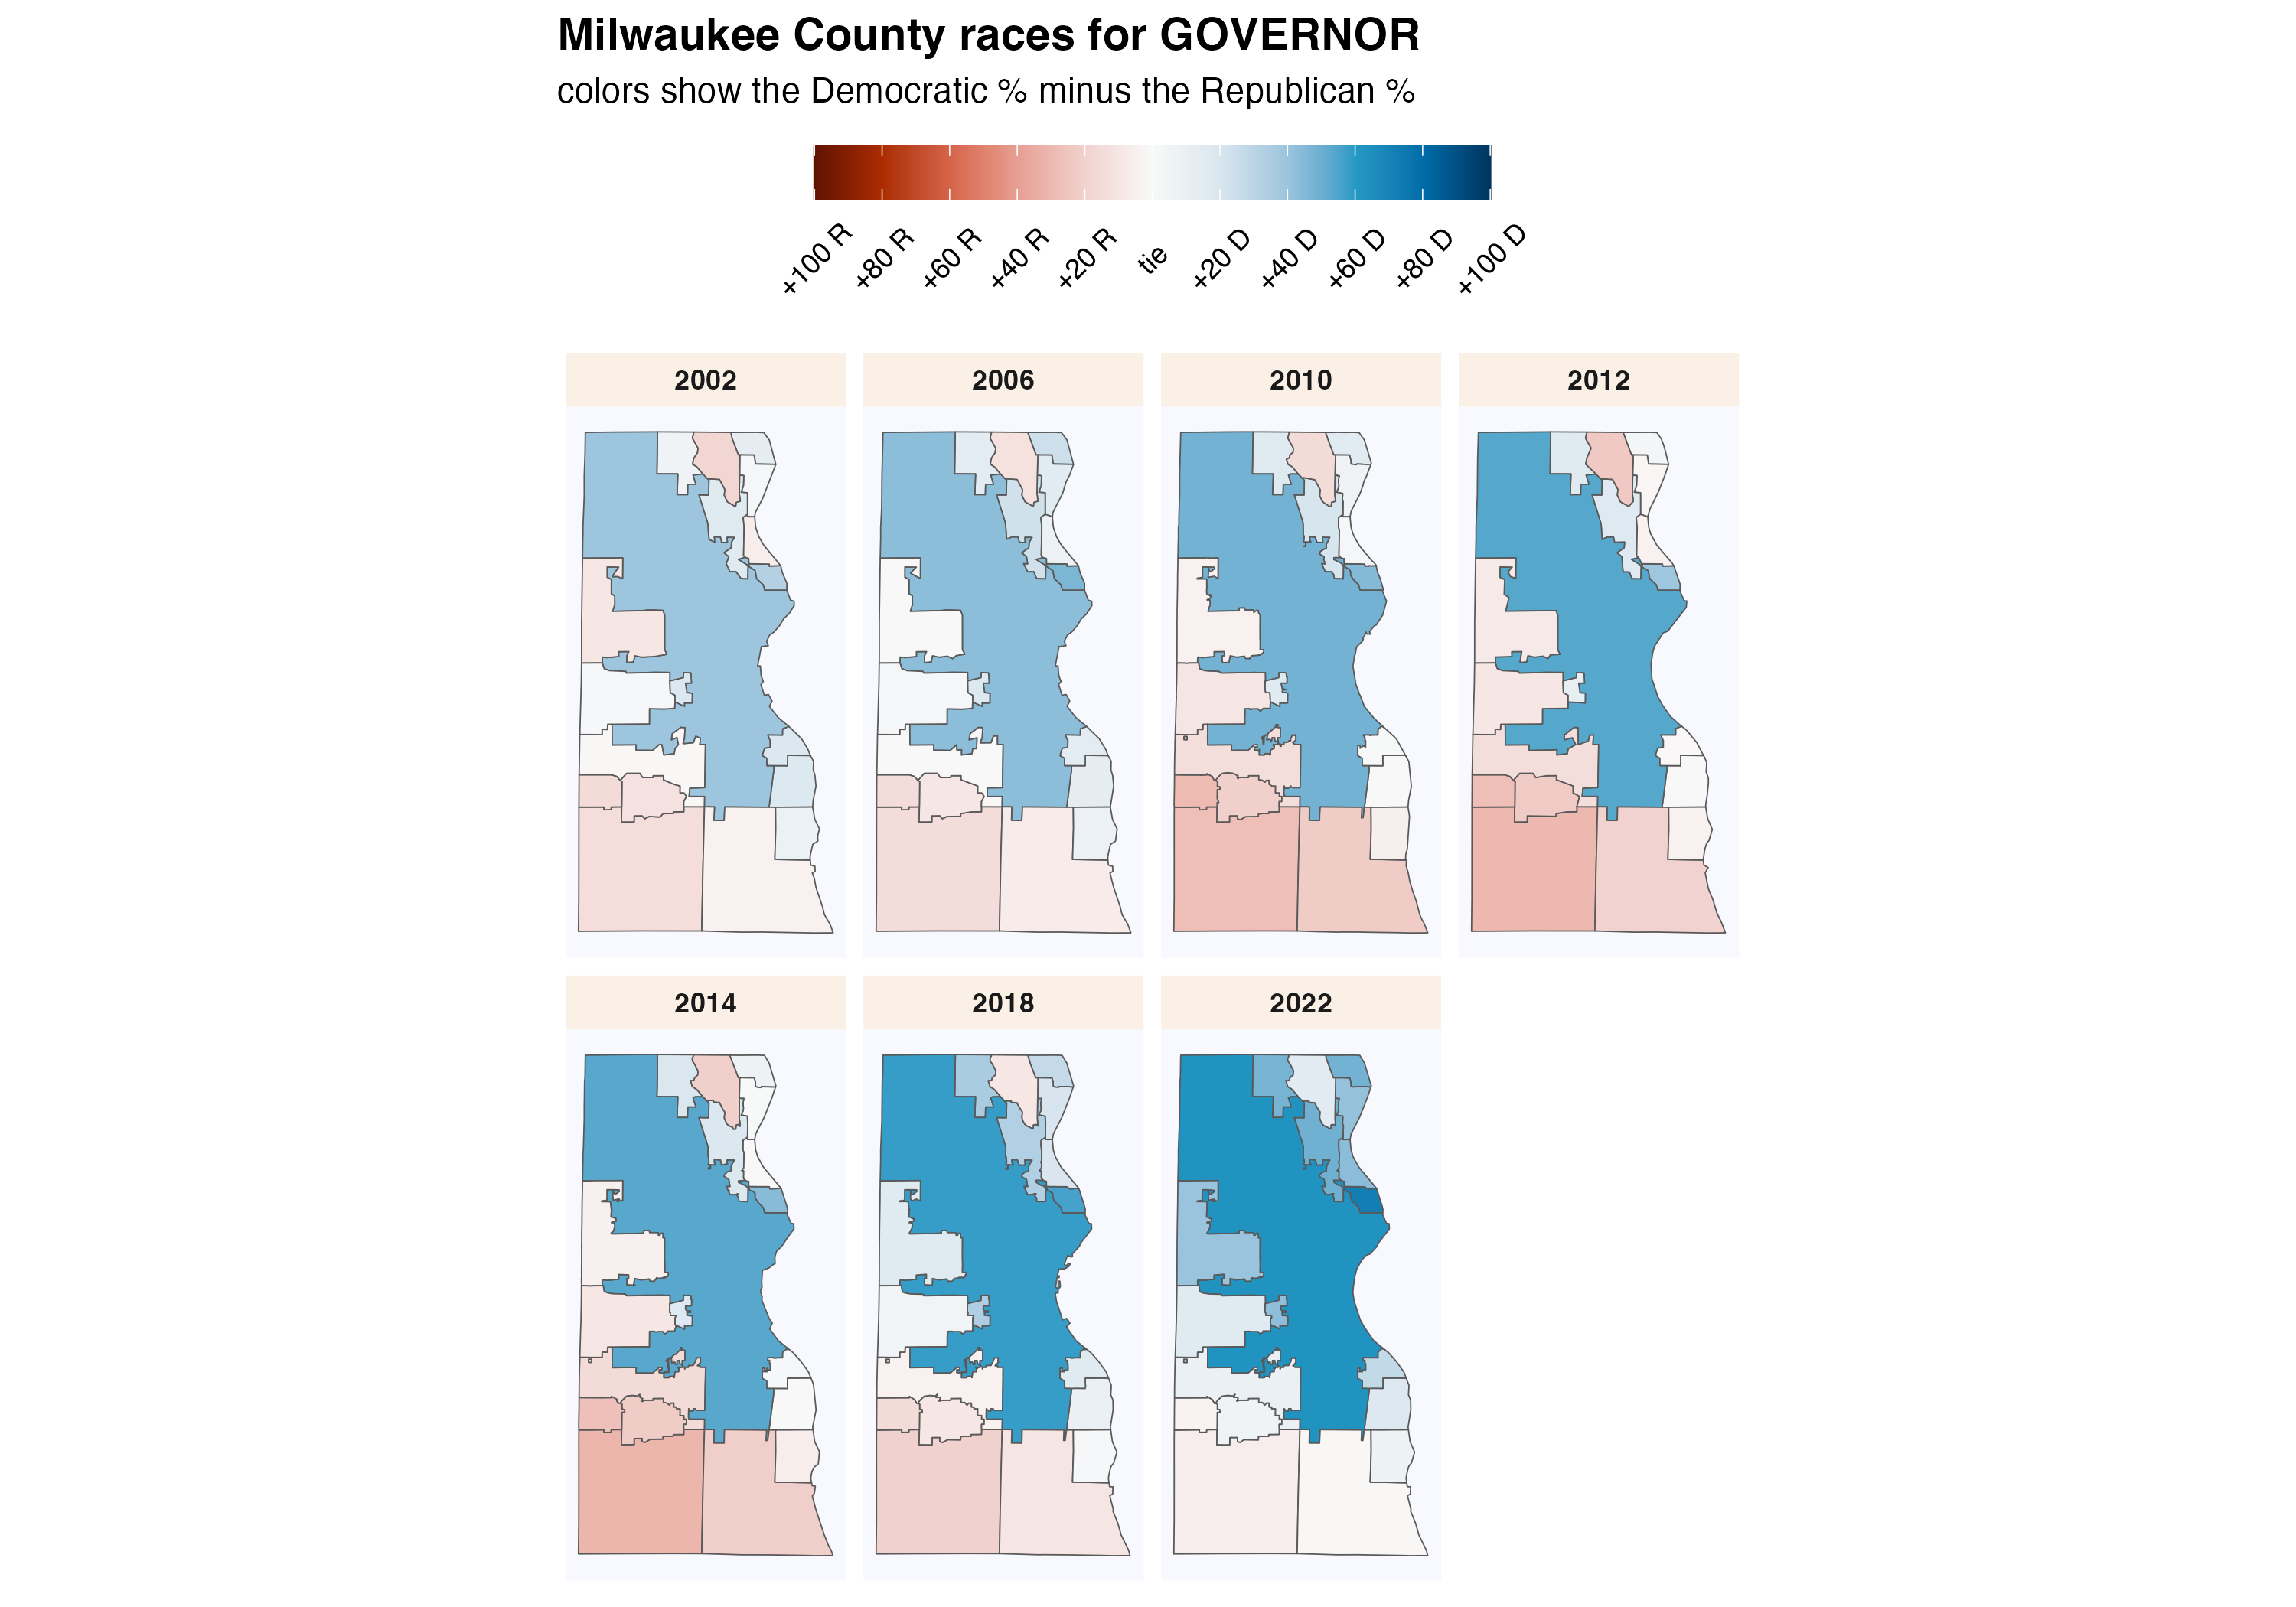 Milwaukee County races for GOVERNOR
colors show the Democratic % minus the Republican %
+100 R +80 R +60 R +40 R +20 R tie +20 D +40 D +60 D +80 D +100 D
2002 2006 2010 2012
2014 2018 2022